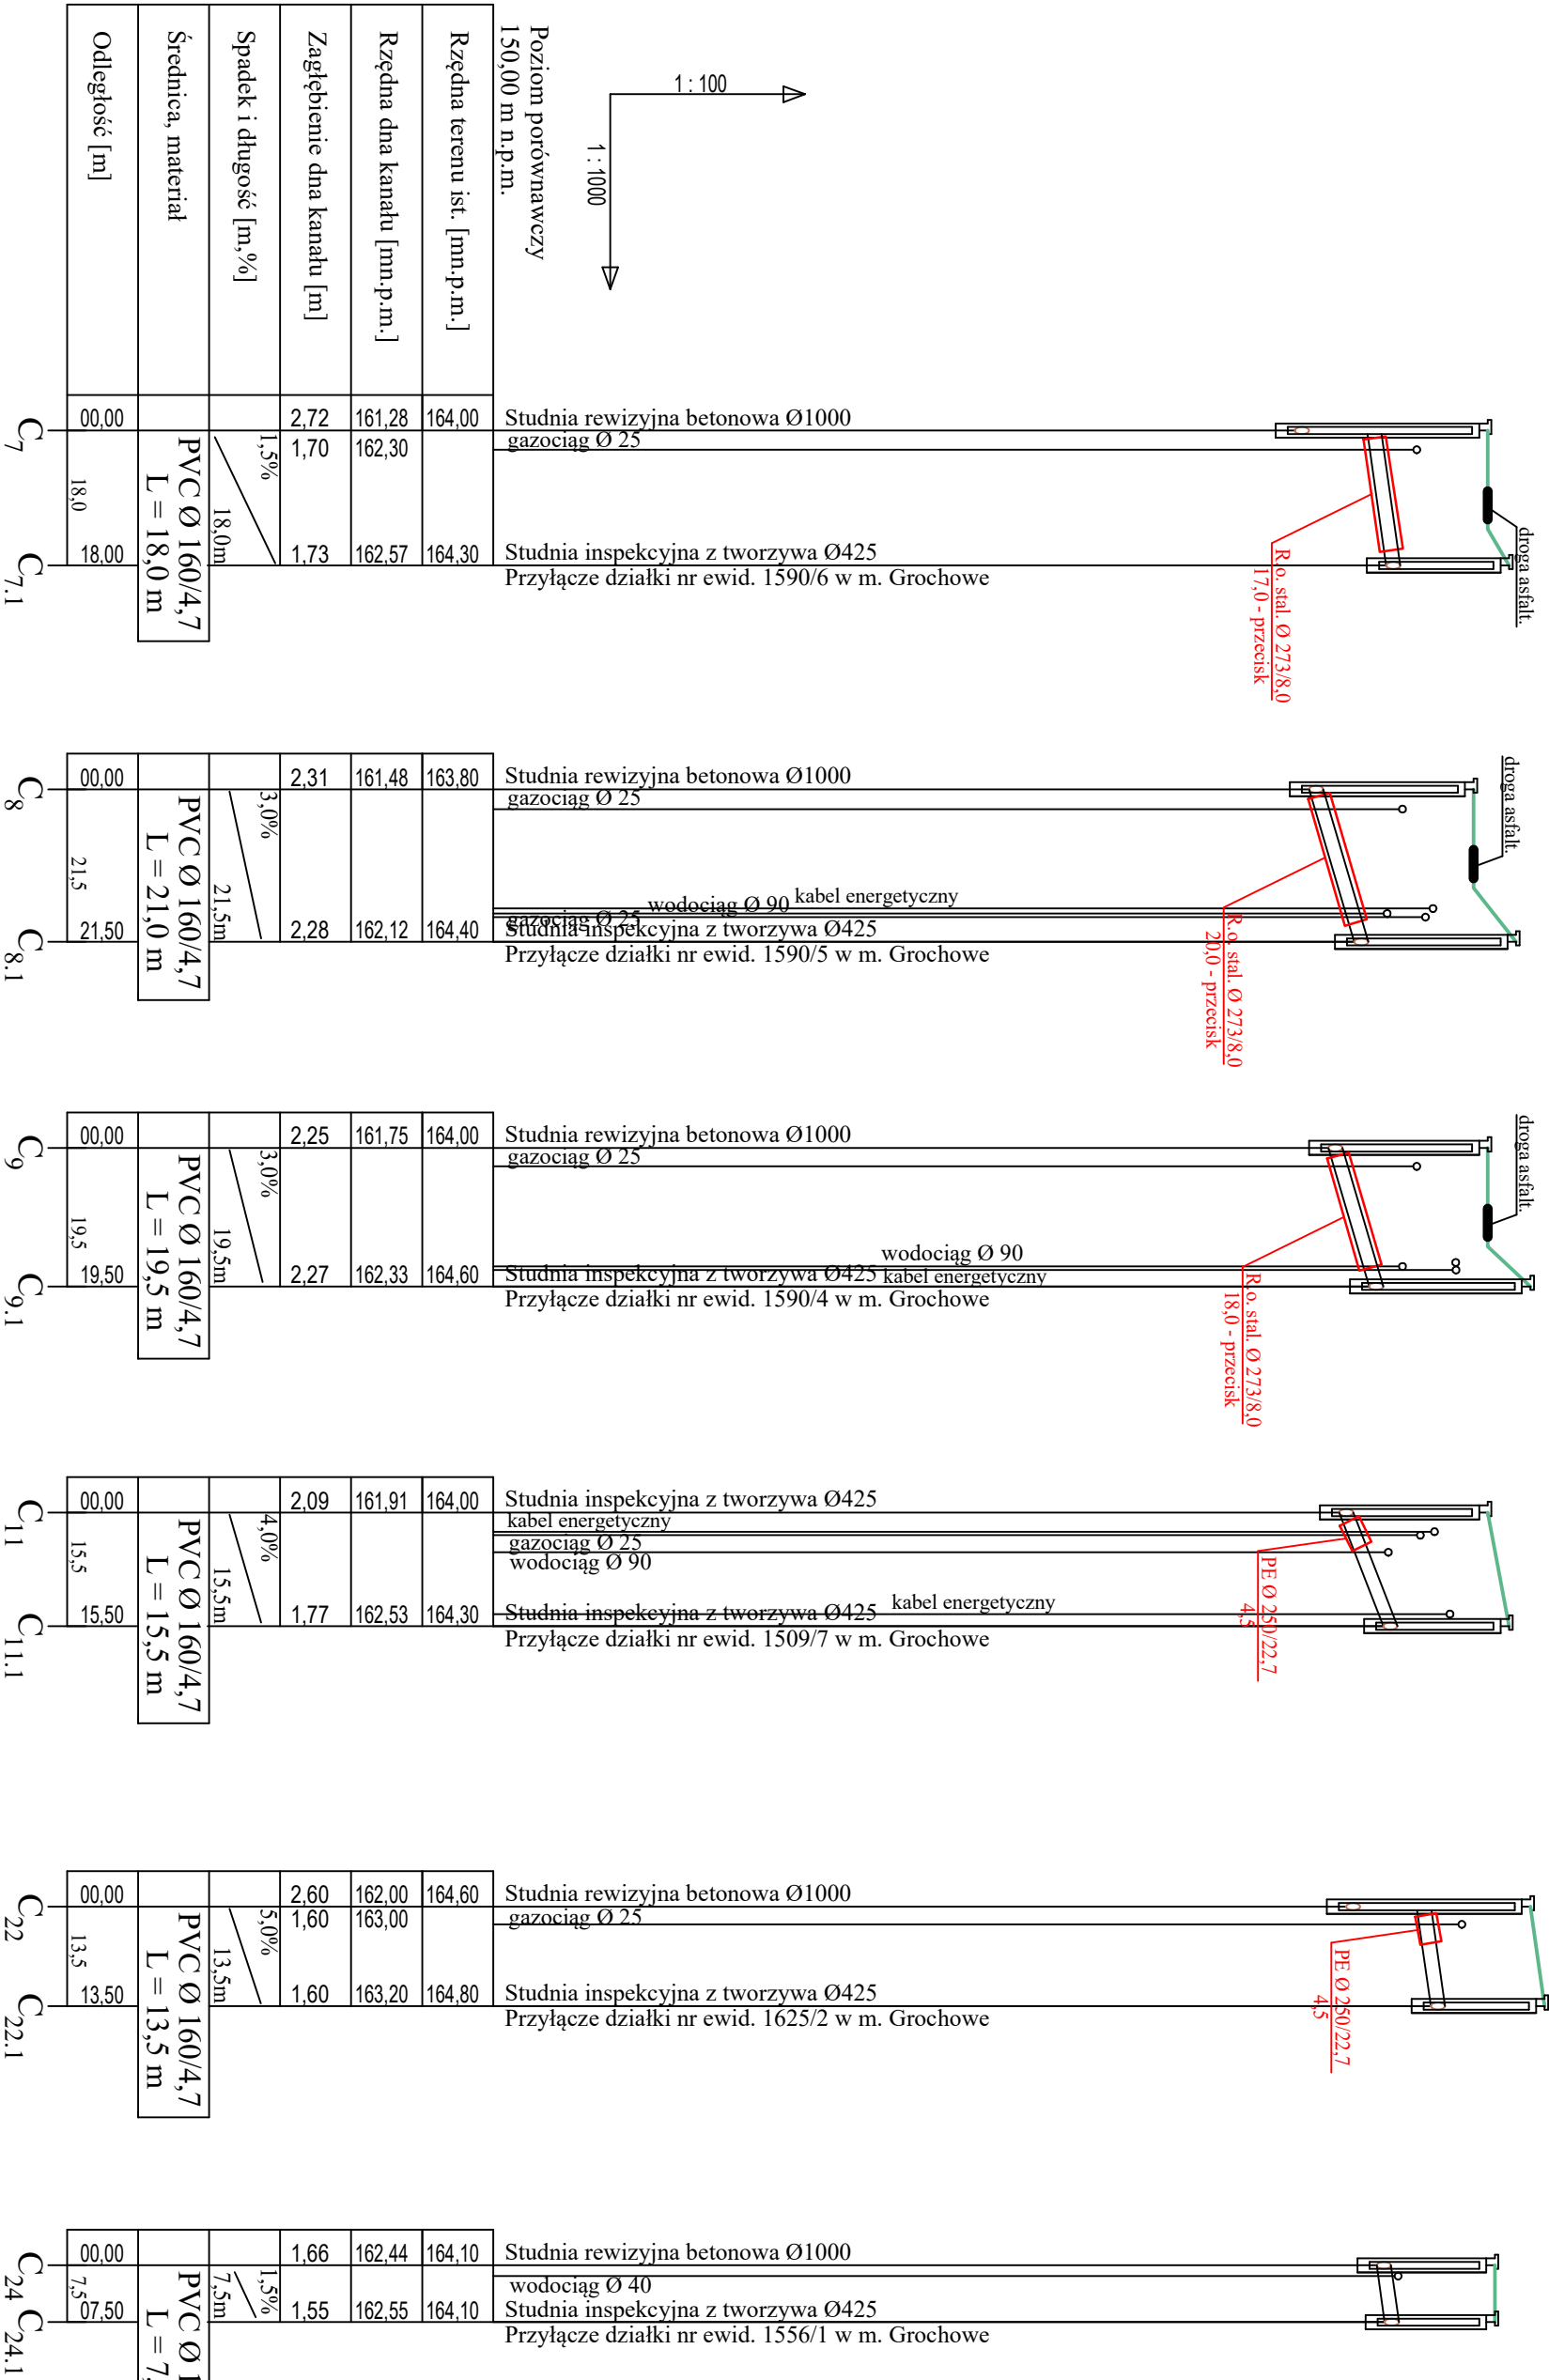 1 : 100
1 : 1000
Poziom porównawczy
150,00 m n.p.m.
Rzędna terenu ist. [mn.p.m.]
Rzędna dna kanału [mn.p.m.]
Zagłębienie dna kanału [m]
Spadek i długość [m,%]
Średnica, materiał
Odległość [m]
droga asfalt.
R.o. stal. Ø 273/8,0
17,0 - przecisk
Studnia rewizyjna betonowa Ø1000
gazociąg Ø 25
Studnia inspekcyjna z tworzywa Ø425
Przyłącze działki nr ewid. 1590/6 w m. Grochowe
164,00
164,30
161,28
162,30
162,57
2,72
1,70
1,73
1,5%
18,0m
PVC Ø 160/4,7
L = 18,0 m
00,00
18,0
18,00
C7
C7.1
droga asfalt.
R.o. stal. Ø 273/8,0
20,0 - przecisk
Studnia rewizyjna betonowa Ø1000
gazociąg Ø 25
kabel energetyczny
wodociąg Ø 90
gazociąg Ø 25
Studnia inspekcyjna z tworzywa Ø425
Przyłącze działki nr ewid. 1590/5 w m. Grochowe
163,80
164,40
161,48
162,12
2,31
2,28
3,0%
21,5m
PVC Ø 160/4,7
L = 21,0 m
00,00
21,5
21,50
C8
C8.1
droga asfalt.
R.o. stal. Ø 273/8,0
18,0 - przecisk
Studnia rewizyjna betonowa Ø1000
gazociąg Ø 25
wodociąg Ø 90
kabel energetyczny
Studnia inspekcyjna z tworzywa Ø425
Przyłącze działki nr ewid. 1590/4 w m. Grochowe
164,00
164,60
161,75
162,33
2,25
2,27
3,0%
19,5m
PVC Ø 160/4,7
L = 19,5 m
00,00
19,5
19,50
C9
C9.1
PE Ø 250/22,7
4,5
Studnia inspekcyjna z tworzywa Ø425
kabel energetyczny
gazociąg Ø 25
wodociąg Ø 90
kabel energetyczny
Studnia inspekcyjna z tworzywa Ø425
Przyłącze działki nr ewid. 1509/7 w m. Grochowe
164,00
164,30
161,91
162,53
2,09
1,77
4,0%
15,5m
PVC Ø 160/4,7
L = 15,5 m
00,00
15,5
15,50
C11
C11.1
PE Ø 250/22,7
4,5
Studnia rewizyjna betonowa Ø1000
gazociąg Ø 25
Studnia inspekcyjna z tworzywa Ø425
Przyłącze działki nr ewid. 1625/2 w m. Grochowe
164,60
164,80
162,00
163,00
163,20
2,60
1,60
1,60
5,0%
13,5m
PVC Ø 160/4,7
L = 13,5 m
00,00
13,5
13,50
C22
C22.1
Studnia rewizyjna betonowa Ø1000
wodociąg Ø 40
Studnia inspekcyjna z tworzywa Ø425
Przyłącze działki nr ewid. 1556/1 w m. Grochowe
164,10
164,10
162,44
162,55
1,66
1,55
1,5%
7,5m
PVC Ø 1
L = 7,
00,00
7,5
07,50
C24
C24.1